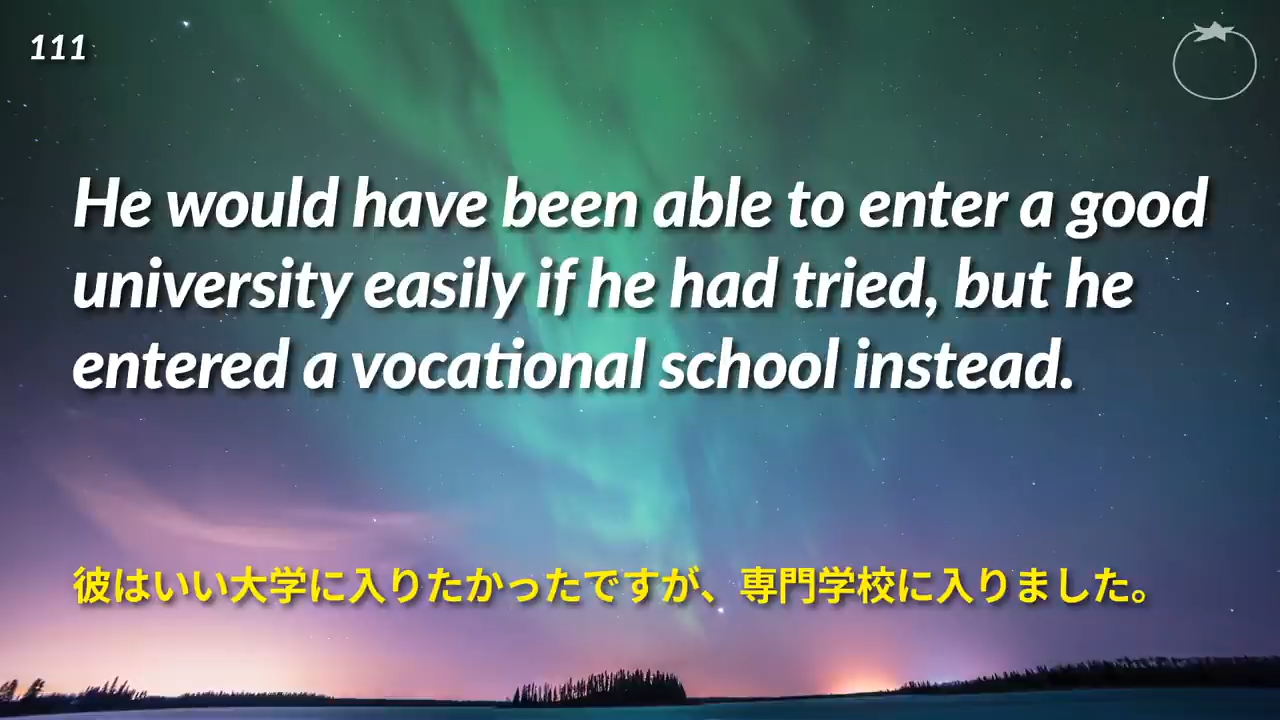 111
He would have been able to enter a good
university easily if he had tried, but he
entered a vocational school instead.
彼はいい大学に入りたかったですが、専門学校に入りました。